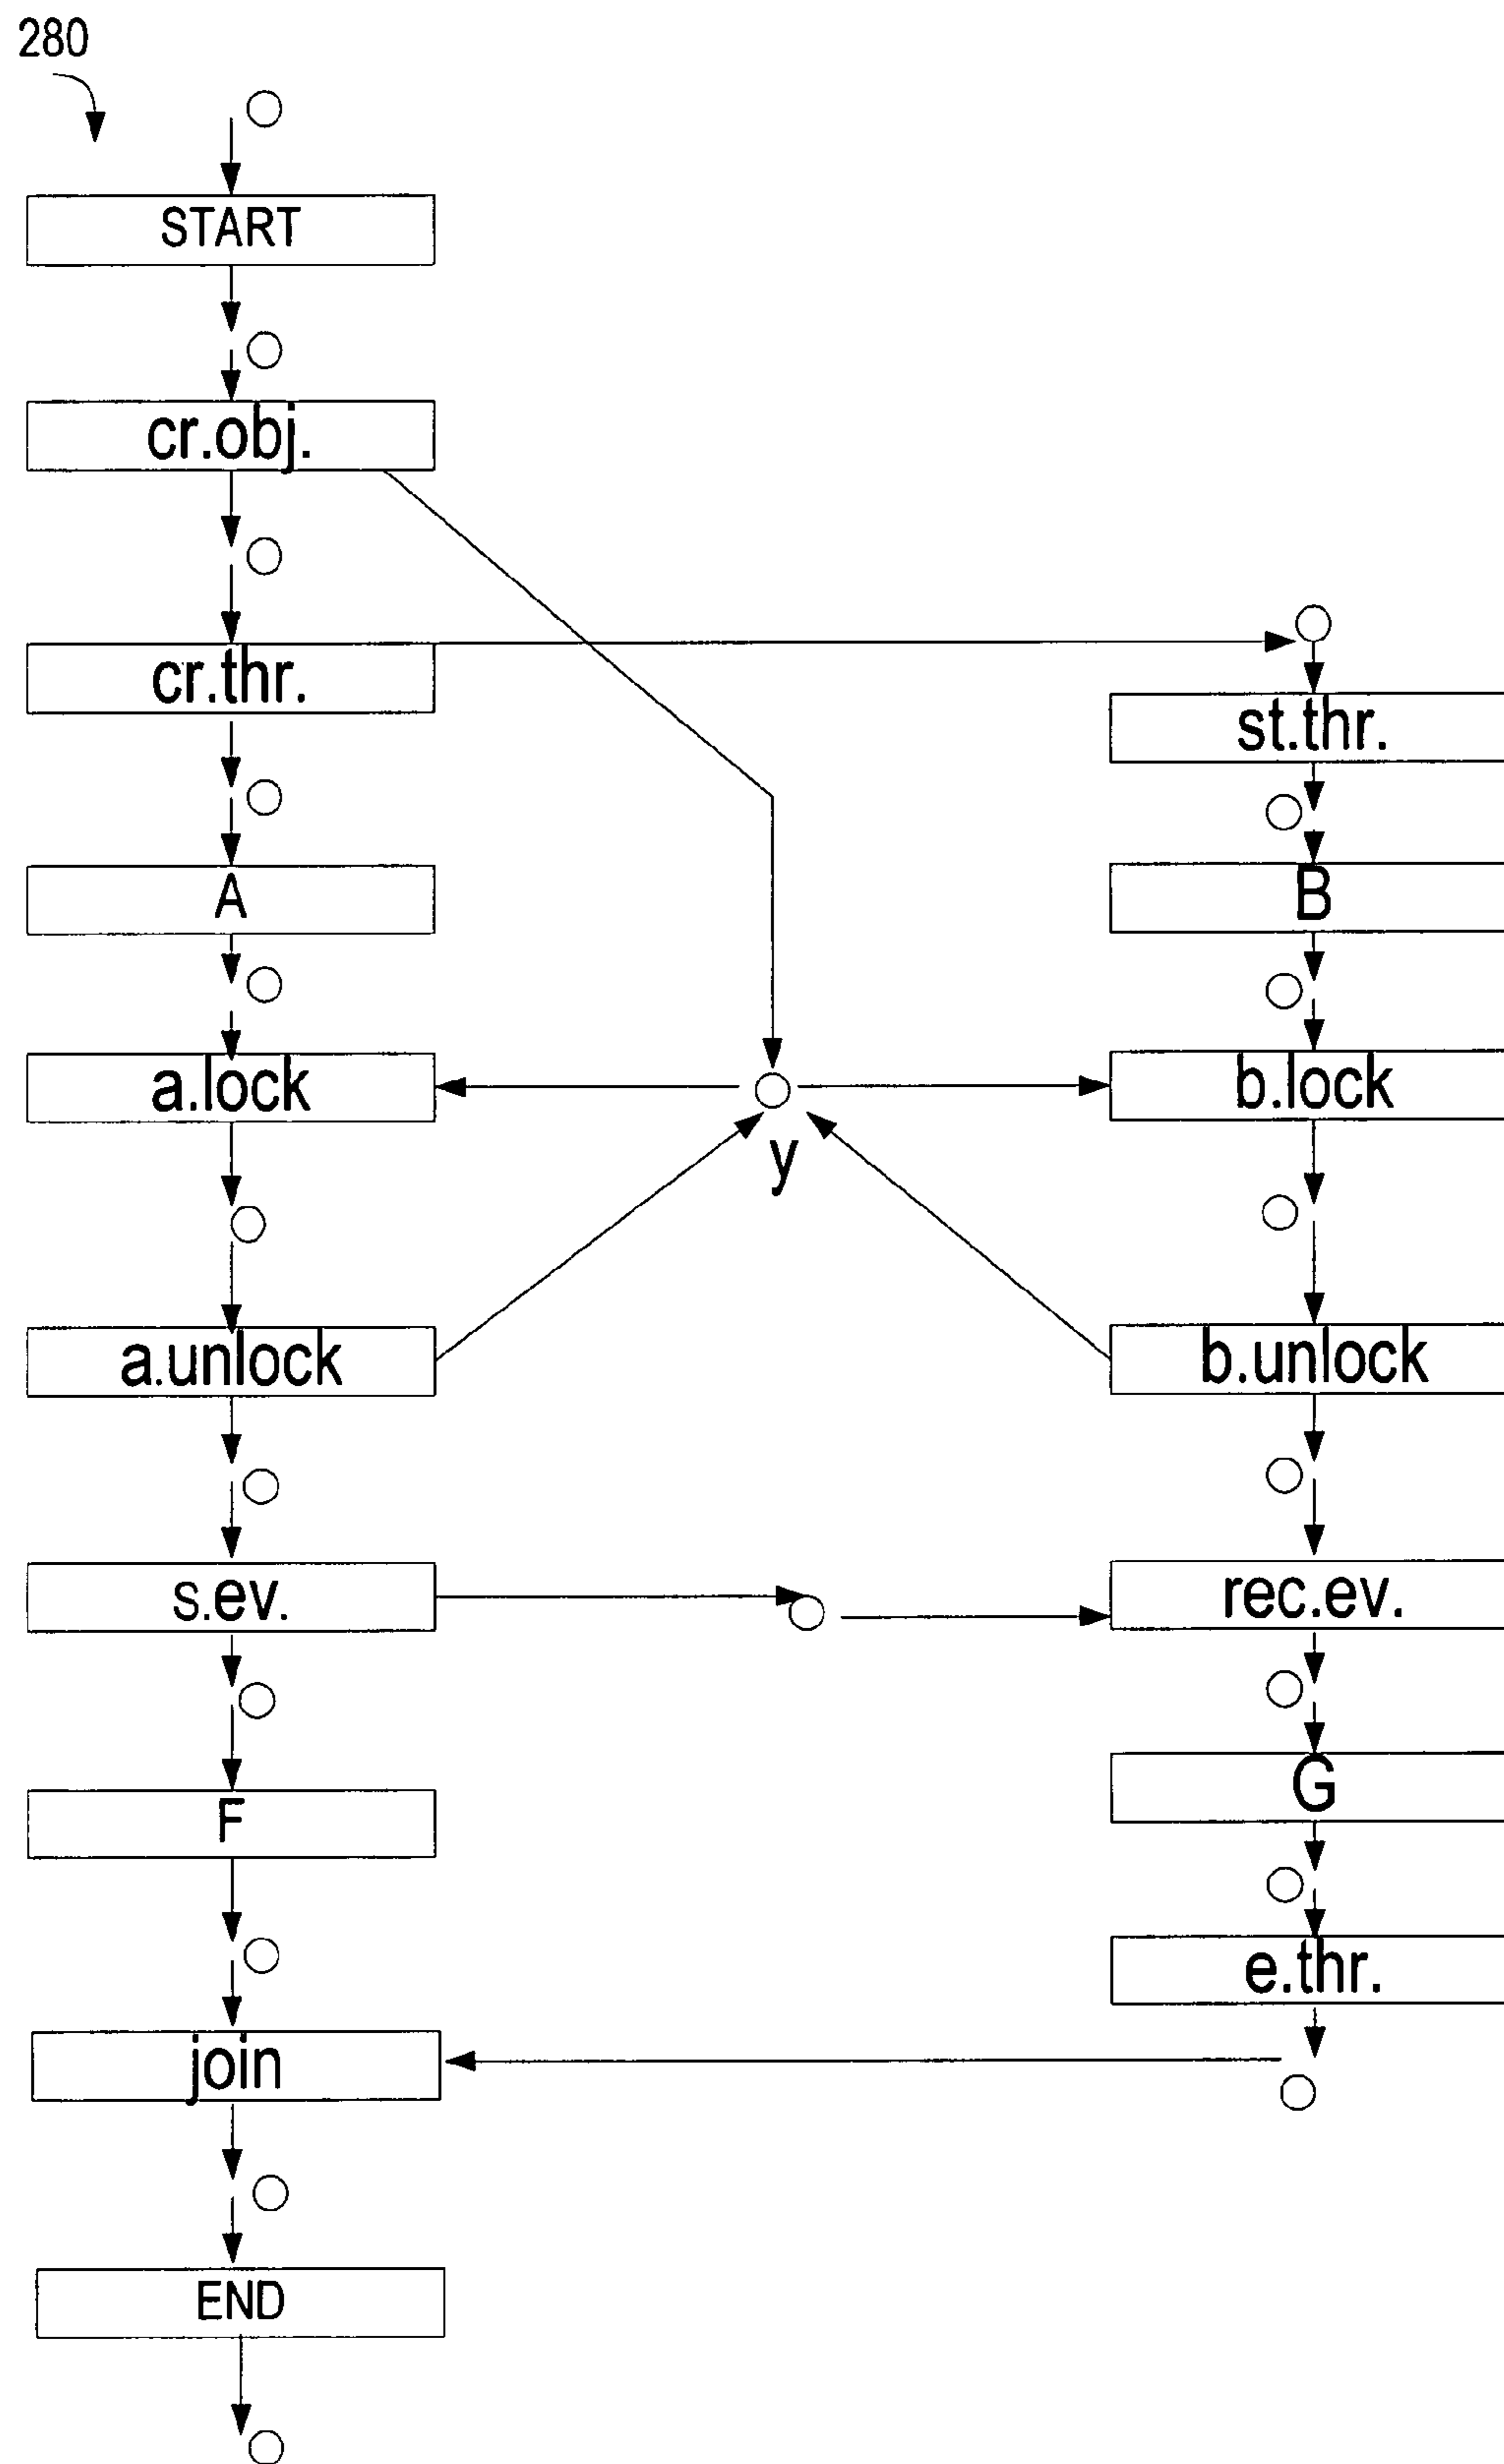 280
START
cr.obj.
cr.thr.
st.thr.
A
B
a.lock
b.lock
y
a.unlock
b.unlock
s.ev.
rec.ev.
F
G
e.thr.
join
END